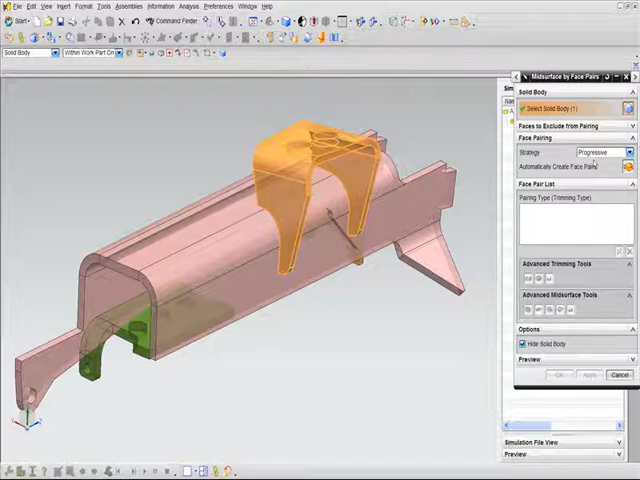 File Edit View Insert Format Tools Assemblies Information Analysis Preferences Window Help
Start Command Finder
Solid Body Within Work Part On
Midsurface by Face Pairs
Solid Body
Select Solid Body (1)
Faces to Exclude from Pairing
Face Pairing
Strategy Progressive
Automatically Create Face Pairs
Face Pair List
Pairing Type (Trimming Type)
Advanced Trimming Tools
Advanced Midsurface Tools
Options
Hide Solid Body
Preview
OK Apply Cancel
Simulation File View
Preview